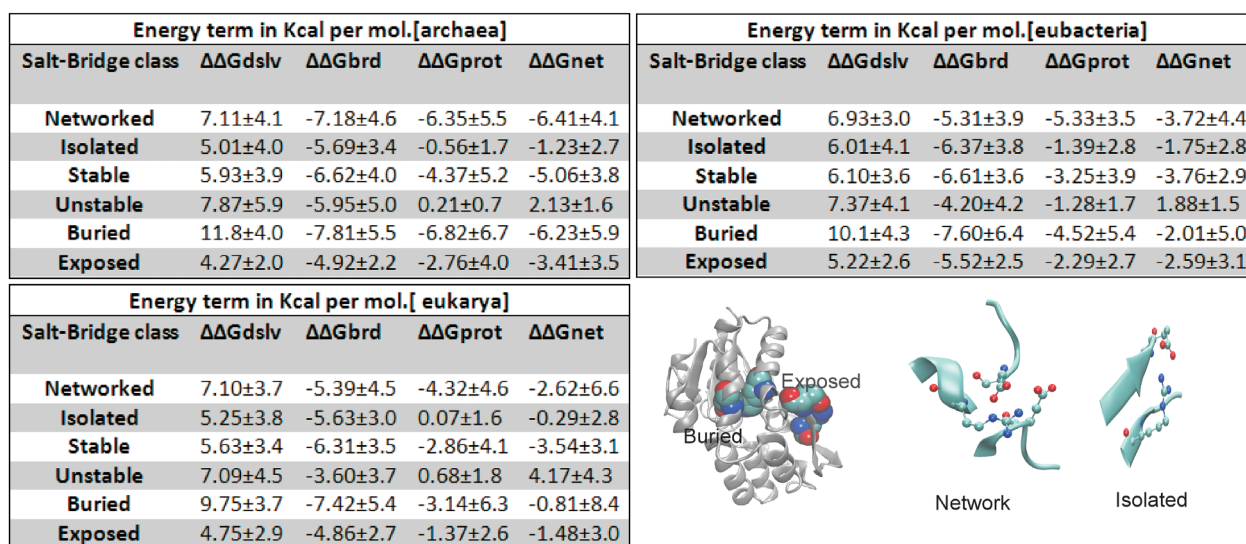 Energy term in Kcal per mol.[archaea]
Salt-Bridge class ΔΔGdslv ΔΔGbrd ΔΔGprot ΔΔGnet
Networked 7.11±4.1 -7.18±4.6 -6.35±5.5 -6.41±4.1
Isolated 5.01±4.0 -5.69±3.4 -0.56±1.7 -1.23±2.7
Stable 5.93±3.9 -6.62±4.0 -4.37±5.2 -5.06±3.8
Unstable 7.87±5.9 -5.95±5.0 0.21±0.7 2.13±1.6
Buried 11.8±4.0 -7.81±5.5 -6.82±6.7 -6.23±5.9
Exposed 4.27±2.0 -4.92±2.2 -2.76±4.0 -3.41±3.5
Energy term in Kcal per mol.[eubacteria]
Salt-Bridge class ΔΔGdslv ΔΔGbrd ΔΔGprot ΔΔGnet
Networked 6.93±3.0 -5.31±3.9 -5.33±3.5 -3.72±4.4
Isolated 6.01±4.1 -6.37±3.8 -1.39±2.8 -1.75±2.8
Stable 6.10±3.6 -6.61±3.6 -3.25±3.9 -3.76±2.9
Unstable 7.37±4.1 -4.20±4.2 -1.28±1.7 1.88±1.5
Buried 10.1±4.3 -7.60±6.4 -4.52±5.4 -2.01±5.0
Exposed 5.22±2.6 -5.52±2.5 -2.29±2.7 -2.59±3.1
Energy term in Kcal per mol.[ eukarya]
Salt-Bridge class ΔΔGdslv ΔΔGbrd ΔΔGprot ΔΔGnet
Networked 7.10±3.7 -5.39±4.5 -4.32±4.6 -2.62±6.6
Isolated 5.25±3.8 -5.63±3.0 0.07±1.6 -0.29±2.8
Stable 5.63±3.4 -6.31±3.5 -2.86±4.1 -3.54±3.1
Unstable 7.09±4.5 -3.60±3.7 0.68±1.8 4.17±4.3
Buried 9.75±3.7 -7.42±5.4 -3.14±6.3 -0.81±8.4
Exposed 4.75±2.9 -4.86±2.7 -1.37±2.6 -1.48±3.0
Exposed
Buried
Network
Isolated